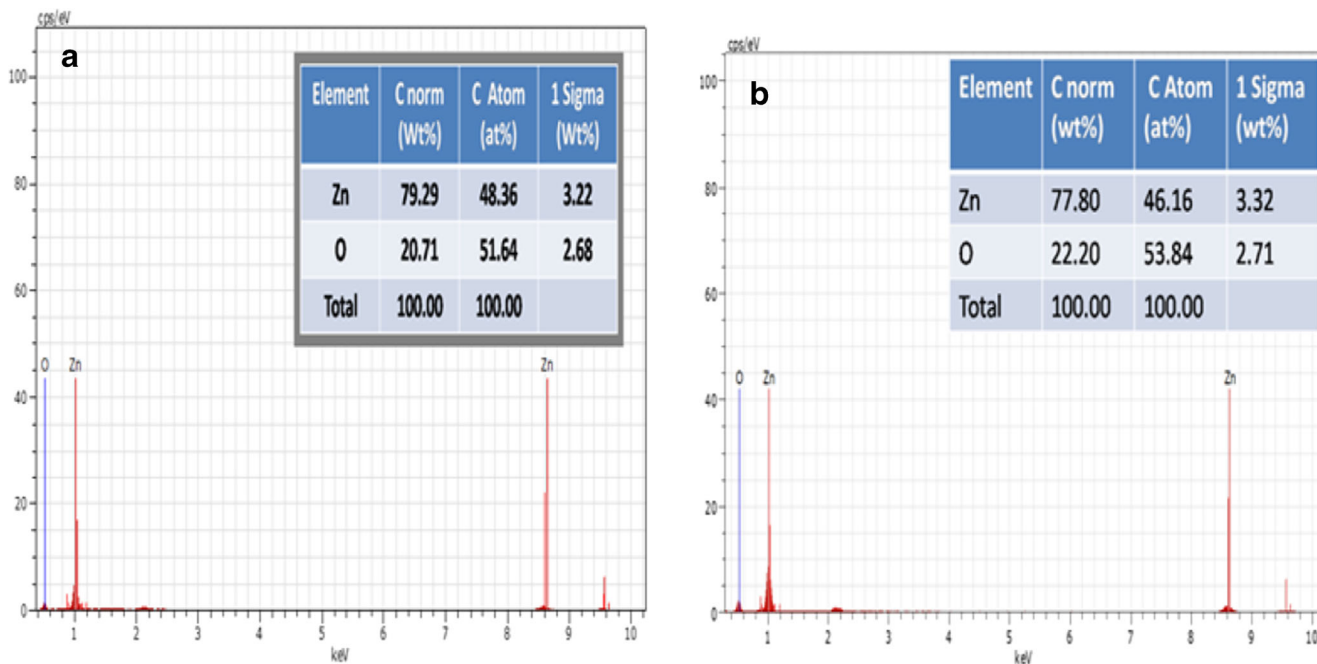 cps/eV
a
100
80
60
40
20
0
Element C norm (Wt%) C Atom (at%) 1 Sigma (Wt%)
Zn 79.29 48.36 3.22
O 20.71 51.64 2.68
Total 100.00 100.00
O Zn Zn
1 2 3 4 5 6 7 8 9 10
keV
cps/eV
b
100
80
60
40
20
0
Element C norm (wt%) C Atom (at%) 1 Sigma (wt%)
Zn 77.80 46.16 3.32
O 22.20 53.84 2.71
Total 100.00 100.00
O Zn Zn
1 2 3 4 5 6 7 8 9 10
keV